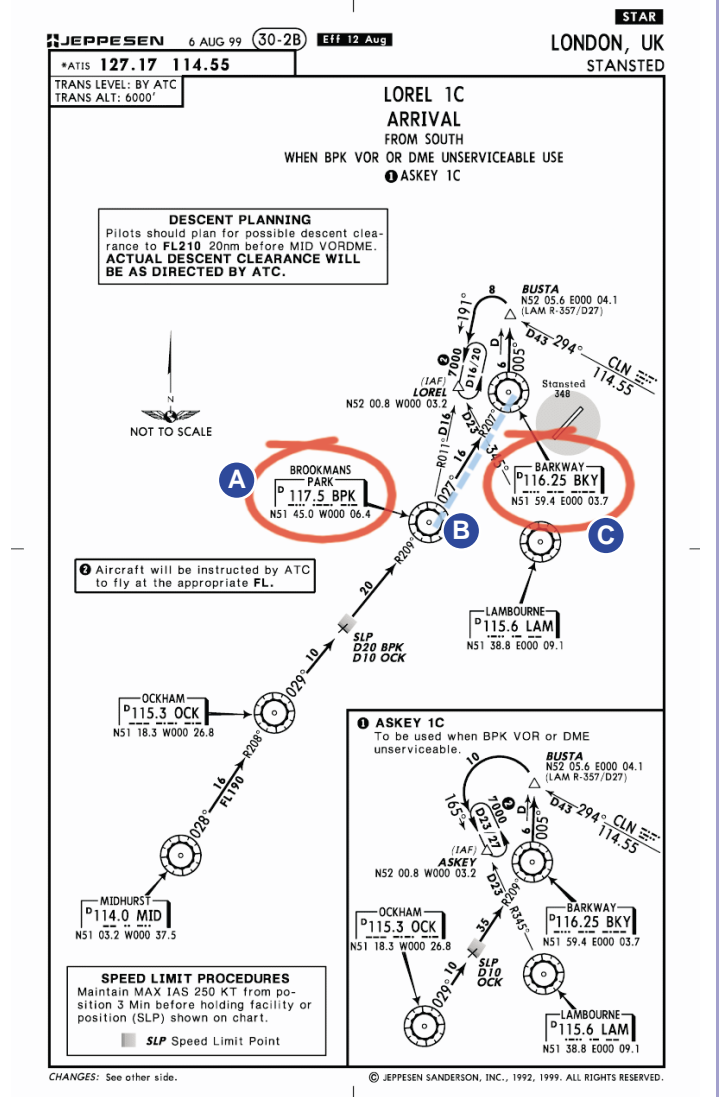 STAR
JEPPESEN 6 AUG 99 30-2B Eff 12 Aug
LONDON, UK
STANSTED
*ATIS 127.17 114.55
TRANS LEVEL: BY ATC
TRANS ALT: 6000'
LOREL 1C
ARRIVAL
FROM SOUTH
WHEN BPK VOR OR DME UNSERVICEABLE USE
1 ASKEY 1C
DESCENT PLANNING
Pilots should plan for possible descent clea-
rance to FL210 20nm before MID VORDME.
ACTUAL DESCENT CLEARANCE WILL
BE AS DIRECTED BY ATC.
N
NOT TO SCALE
8
BUSTA
N52 05.6 E000 04.1
(LAM R-357/D27)
191°
D43 294° CLN
114.55
2
7000
D16/20
D
6
005°
(IAF)
LOREL
N52 00.8 W000 03.2
Stansted
348
R011° D16
D23
345°
R207°
16
027°
A
BROOKMANS
PARK
D 117.5 BPK
N51 45.0 W000 06.4
B
BARKWAY
D 116.25 BKY
N51 59.4 E000 03.7
C
R209°
20
2 Aircraft will be instructed by ATC
to fly at the appropriate FL.
LAMBOURNE
D 115.6 LAM
N51 38.8 E000 09.1
SLP
D20 BPK
D10 OCK
10
029°
OCKHAM
D 115.3 OCK
N51 18.3 W000 26.8
R208°
16
FL190
028°
MIDHURST
D 114.0 MID
N51 03.2 W000 37.5
1 ASKEY 1C
To be used when BPK VOR or DME
unserviceable.
10
BUSTA
N52 05.6 E000 04.1
(LAM R-357/D27)
165°
7000
2
D23/27
D
6
005°
D43 294° CLN
114.55
(IAF)
ASKEY
N52 00.8 W000 03.2
D23
R209°
R345°
35
OCKHAM
D 115.3 OCK
N51 18.3 W000 26.8
BARKWAY
D 116.25 BKY
N51 59.4 E000 03.7
SLP
D10
OCK
10
029°
LAMBOURNE
D 115.6 LAM
N51 38.8 E000 09.1
SPEED LIMIT PROCEDURES
Maintain MAX IAS 250 KT from po-
sition 3 Min before holding facility or
position (SLP) shown on chart.
SLP Speed Limit Point
CHANGES: See other side.
© JEPPESEN SANDERSON, INC., 1992, 1999. ALL RIGHTS RESERVED.